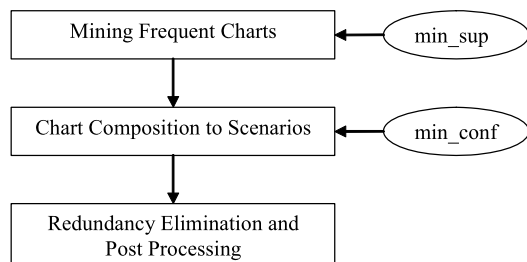 Mining Frequent Charts
min_sup
Chart Composition to Scenarios
min_conf
Redundancy Elimination and
Post Processing